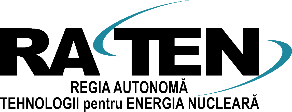 RATEN
REGIA AUTONOMĂ
TEHNOLOGII pentru ENERGIA NUCLEARĂ